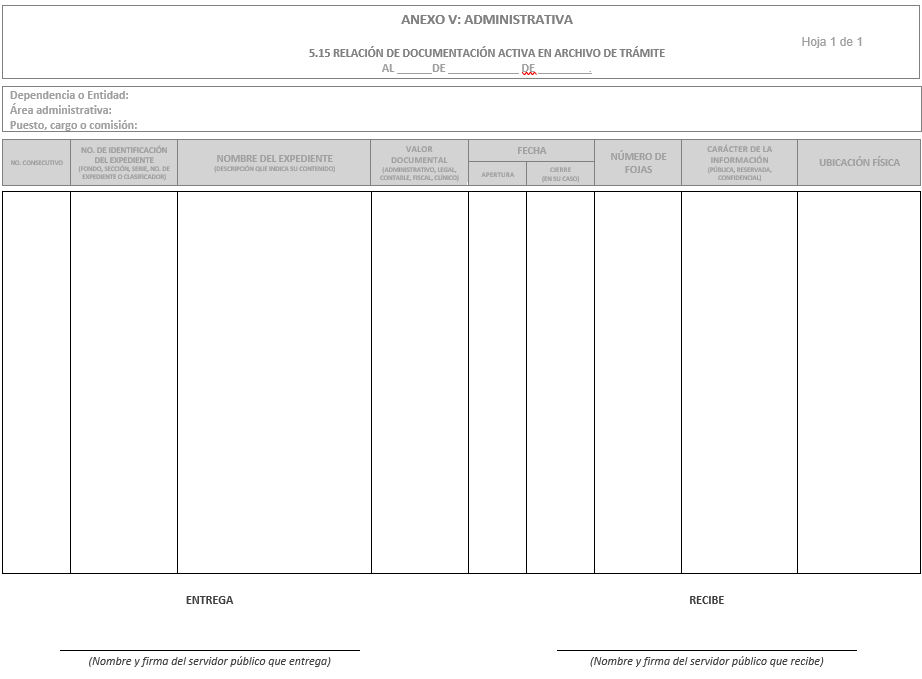 ANEXO V: ADMINISTRATIVA
Hoja 1 de 1
5.15 RELACIÓN DE DOCUMENTACIÓN ACTIVA EN ARCHIVO DE TRÁMITE
AL ______DE ____________ DE _________.
Dependencia o Entidad:
Área administrativa:
Puesto, cargo o comisión:
NO. CONSECUTIVO
NO. DE IDENTIFICACIÓN
DEL EXPEDIENTE
(FONDO, SECCIÓN, SERIE, NO. DE
EXPEDIENTE O CLASIFICADOR)
NOMBRE DEL EXPEDIENTE
(DESCRIPCIÓN QUE INDICA SU CONTENIDO)
VALOR
DOCUMENTAL
(ADMINISTRATIVO, LEGAL,
CONTABLE, FISCAL, CLÍNICO)
FECHA
APERTURA
CIERRE
(EN SU CASO)
NÚMERO DE
FOJAS
CARÁCTER DE LA
INFORMACIÓN
(PÚBLICA, RESERVADA,
CONFIDENCIAL)
UBICACIÓN FÍSICA
ENTREGA
RECIBE
(Nombre y firma del servidor público que entrega)
(Nombre y firma del servidor público que recibe)